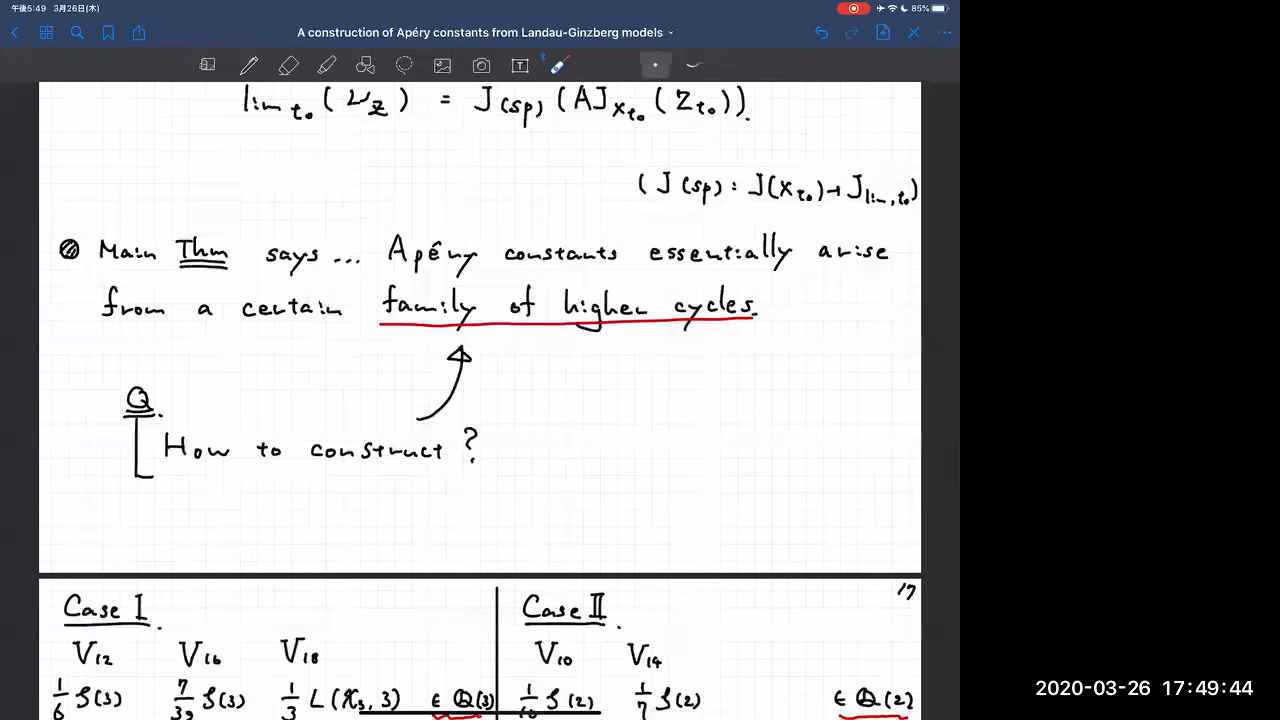 午後5:49 3月26日(木)
85%
A construction of Apéry constants from Landau-Ginzberg models
lim_{t₀}(ν_Z) = J(sp)(AJ_{X_{t₀}}(Z_{t₀})).
(J(sp) : J(X_{t₀}) → J_{lim,t₀})
Main Thm says... Apéry constants essentially arise
from a certain family of higher cycles.
Q.
How to construct?
17
Case I. Case II.
V₁₂ V₁₆ V₁₈ V₁₀ V₁₄
1/6 ζ(3) 7/32 ζ(3) 1/3 L(χ₃, 3) ∈ Q(3) 1/10 ζ(2) 1/7 ζ(2) ∈ Q(2)
2020-03-26 17:49:44